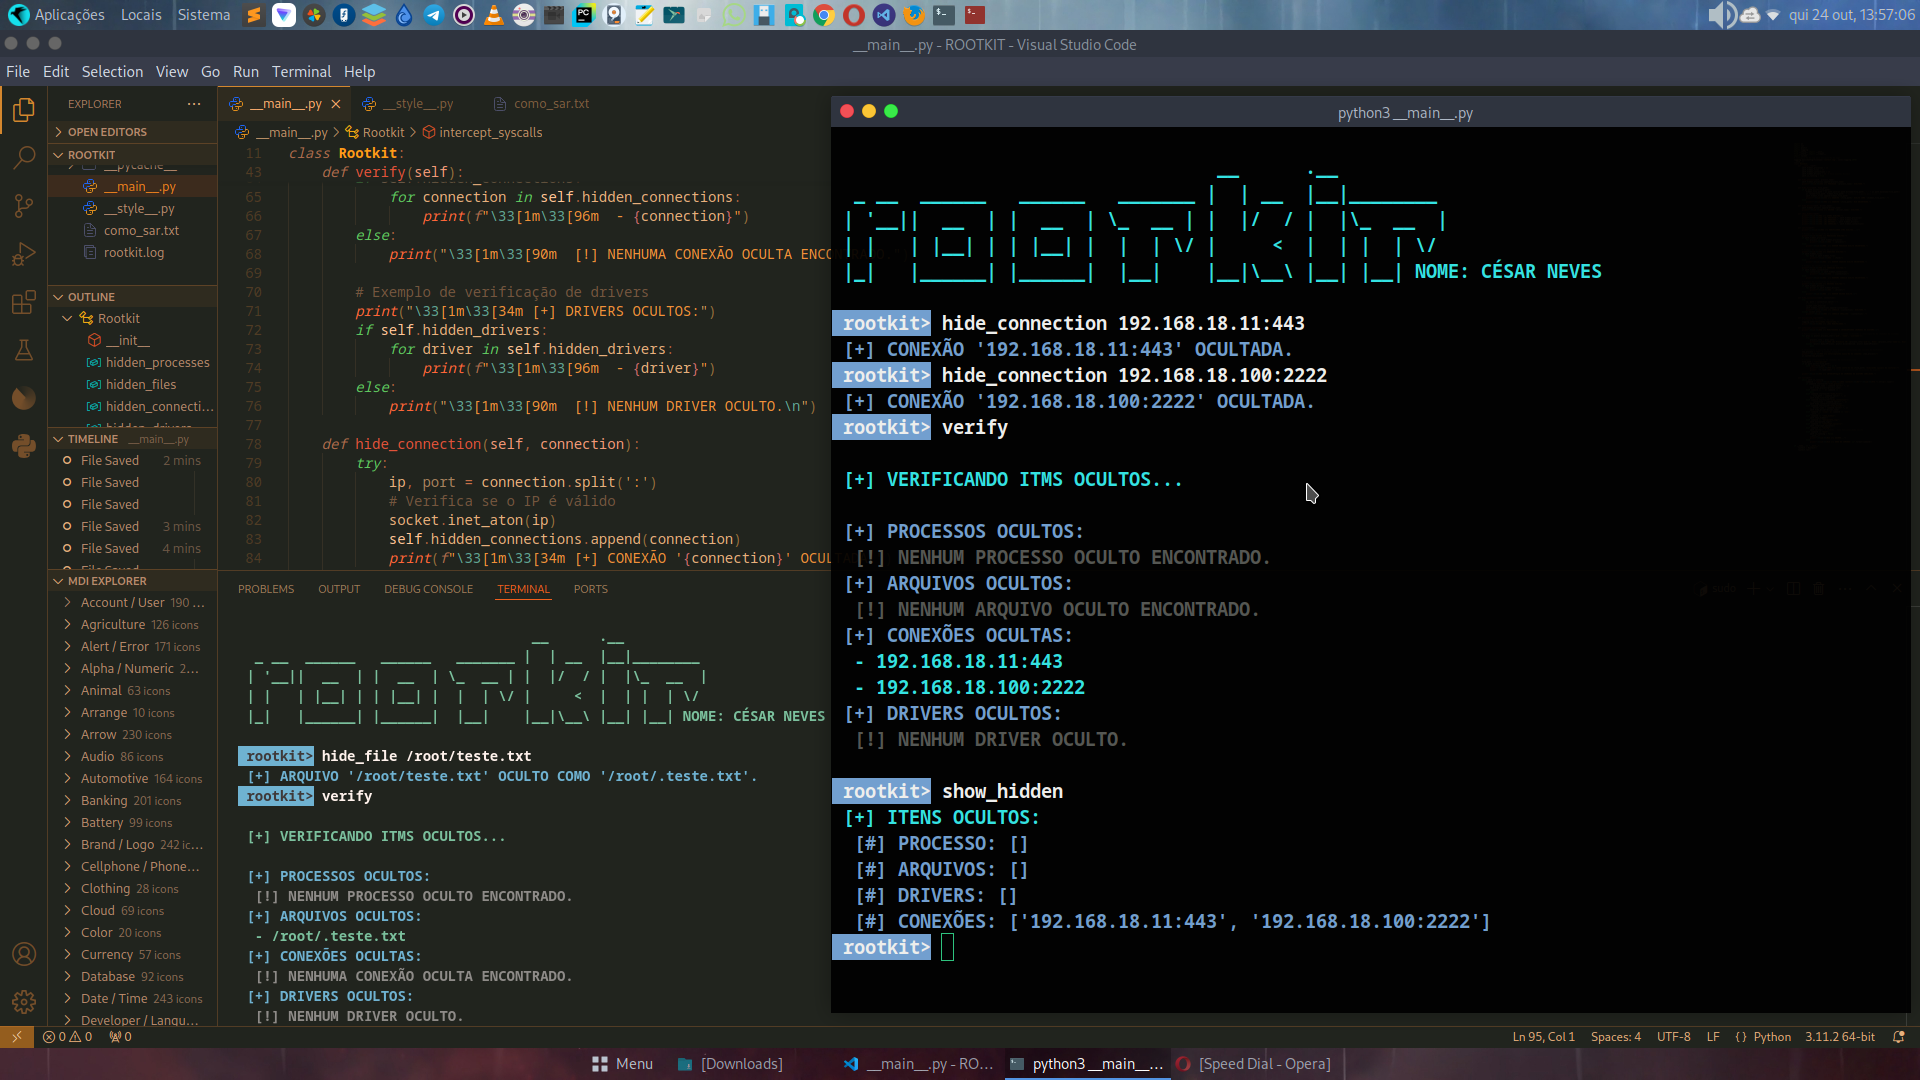 Aplicações Locais Sistema
qui 24 out, 13:57:06
__main__.py - ROOTKIT - Visual Studio Code
File Edit Selection View Go Run Terminal Help
EXPLORER ···
OPEN EDITORS
ROOTKIT
__pycache__
__main__.py
__style__.py
como_sar.txt
rootkit.log
OUTLINE
Rootkit
__init__
hidden_processes
hidden_files
hidden_connecti...
TIMELINE __main__.py
File Saved 2 mins
File Saved
File Saved
File Saved 3 mins
File Saved 4 mins
MDI EXPLORER
Account / User 190 ...
Agriculture 126 icons
Alert / Error 171 icons
Alpha / Numeric 2...
Animal 63 icons
Arrange 10 icons
Arrow 230 icons
Audio 86 icons
Automotive 164 icons
Banking 201 icons
Battery 99 icons
Brand / Logo 242 ic...
Cellphone / Phone...
Clothing 28 icons
Cloud 69 icons
Color 20 icons
Currency 57 icons
Database 92 icons
Date / Time 243 icons
Developer / Langu...
__main__.py × __style__.py como_sar.txt
__main__.py > Rootkit > intercept_syscalls
11 class Rootkit:
43 def verify(self):
65 for connection in self.hidden_connections:
66 print(f"\33[1m\33[96m - {connection}")
67 else:
68 print("\33[1m\33[90m [!] NENHUMA CONEXÃO OCULTA ENC
69
70 # Exemplo de verificação de drivers
71 print("\33[1m\33[34m [+] DRIVERS OCULTOS:")
72 if self.hidden_drivers:
73 for driver in self.hidden_drivers:
74 print(f"\33[1m\33[96m - {driver}")
75 else:
76 print("\33[1m\33[90m [!] NENHUM DRIVER OCULTO.\n")
77
78 def hide_connection(self, connection):
79 try:
80 ip, port = connection.split(':')
81 # Verifica se o IP é válido
82 socket.inet_aton(ip)
83 self.hidden_connections.append(connection)
84 print(f"\33[1m\33[34m [+] CONEXÃO '{connection}' OCUL
PROBLEMS OUTPUT DEBUG CONSOLE TERMINAL PORTS
rootkit
NOME: CÉSAR NEVES
rootkit> hide_file /root/teste.txt
[+] ARQUIVO '/root/teste.txt' OCULTO COMO '/root/.teste.txt'.
rootkit> verify
[+] VERIFICANDO ITMS OCULTOS...
[+] PROCESSOS OCULTOS:
[!] NENHUM PROCESSO OCULTO ENCONTRADO.
[+] ARQUIVOS OCULTOS:
- /root/.teste.txt
[+] CONEXÕES OCULTAS:
[!] NENHUMA CONEXÃO OCULTA ENCONTRADO.
[+] DRIVERS OCULTOS:
[!] NENHUM DRIVER OCULTO.
python3 __main__.py
rootkit
NOME: CÉSAR NEVES
rootkit> hide_connection 192.168.18.11:443
[+] CONEXÃO '192.168.18.11:443' OCULTADA.
rootkit> hide_connection 192.168.18.100:2222
[+] CONEXÃO '192.168.18.100:2222' OCULTADA.
rootkit> verify
[+] VERIFICANDO ITMS OCULTOS...
[+] PROCESSOS OCULTOS:
[!] NENHUM PROCESSO OCULTO ENCONTRADO.
[+] ARQUIVOS OCULTOS:
[!] NENHUM ARQUIVO OCULTO ENCONTRADO.
[+] CONEXÕES OCULTAS:
- 192.168.18.11:443
- 192.168.18.100:2222
[+] DRIVERS OCULTOS:
[!] NENHUM DRIVER OCULTO.
rootkit> show_hidden
[+] ITENS OCULTOS:
[#] PROCESSO: []
[#] ARQUIVOS: []
[#] DRIVERS: []
[#] CONEXÕES: ['192.168.18.11:443', '192.168.18.100:2222']
rootkit>
0 0 0
Ln 95, Col 1 Spaces: 4 UTF-8 LF { } Python 3.11.2 64-bit
Menu [Downloads] __main__.py - RO... python3 __main__... [Speed Dial - Opera]